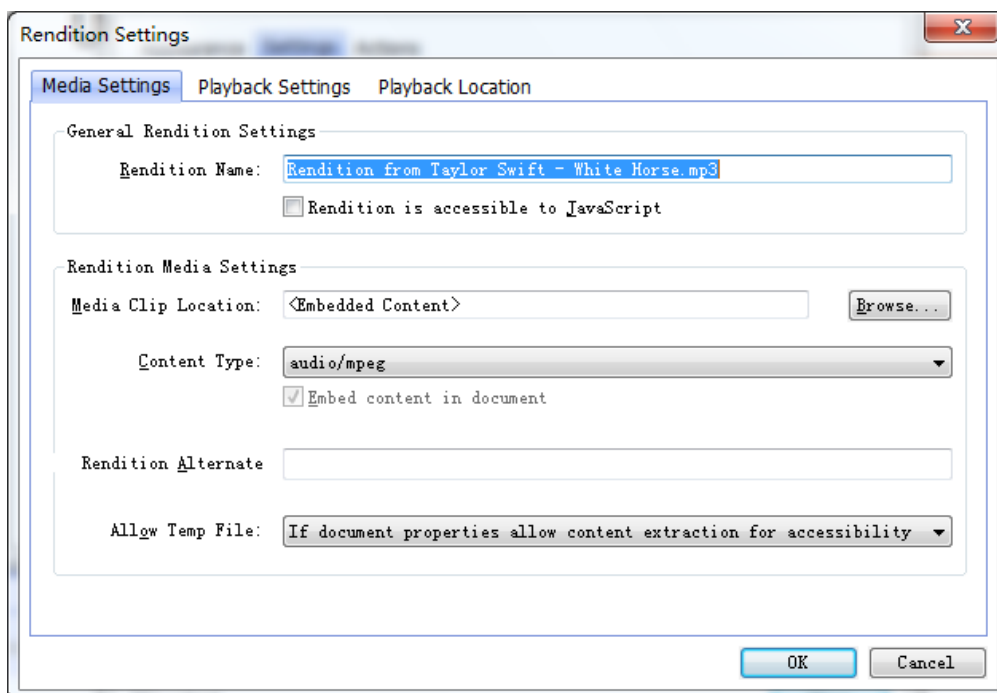 Rendition Settings
Settings Actions
Media Settings Playback Settings Playback Location
General Rendition Settings
Rendition Name: Rendition from Taylor Swift - White Horse.mp3
Rendition is accessible to JavaScript
Rendition Media Settings
Media Clip Location: <Embedded Content> Browse...
Content Type: audio/mpeg
Embed content in document
Rendition Alternate
Allow Temp File: If document properties allow content extraction for accessibility
OK Cancel